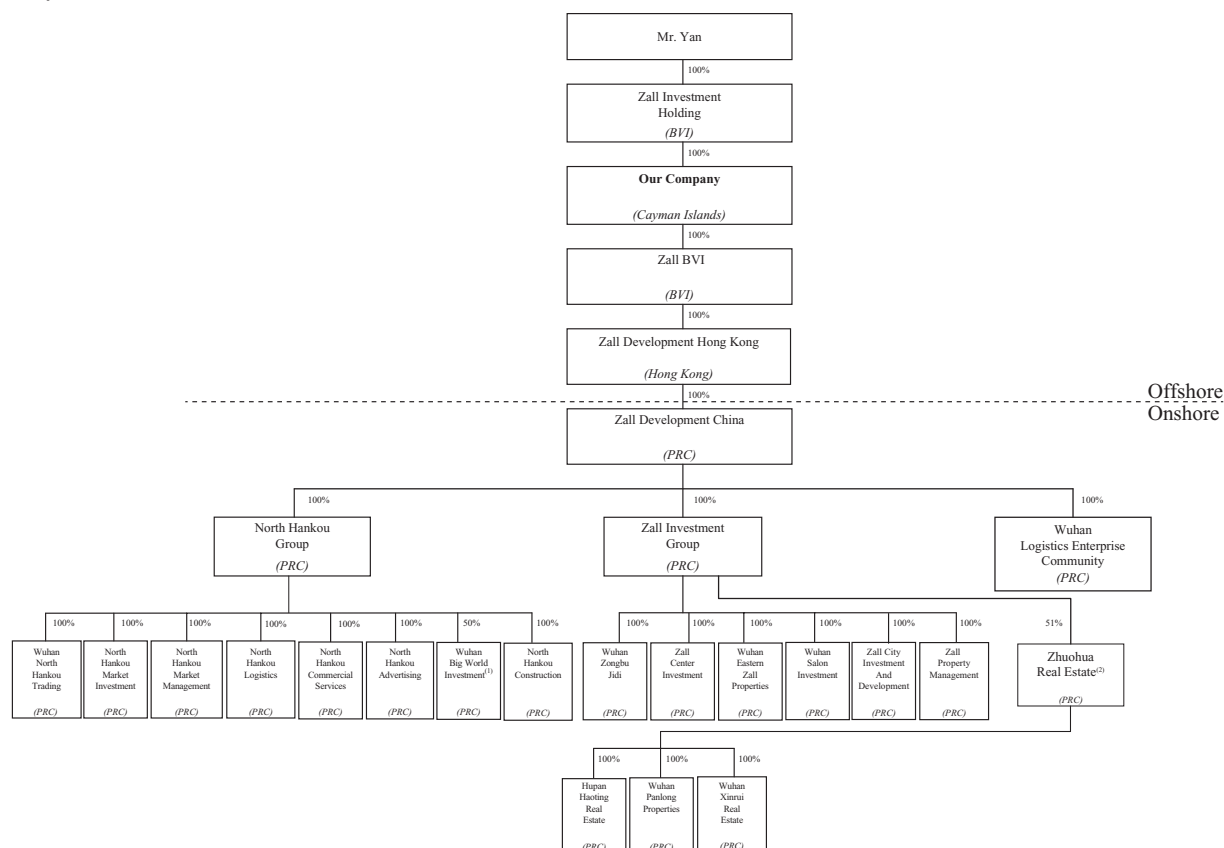 Mr. Yan
100%
Zall Investment
Holding
(BVI)
100%
Our Company
(Cayman Islands)
100%
Zall BVI
(BVI)
100%
Zall Development Hong Kong
(Hong Kong)
100%
Offshore
Onshore
Zall Development China
(PRC)
100%
100%
100%
North Hankou
Group
(PRC)
Zall Investment
Group
(PRC)
Wuhan
Logistics Enterprise
Community
(PRC)
100%
100%
100%
100%
100%
100%
50%
100%
100%
100%
100%
100%
100%
100%
51%
Wuhan
North
Hankou
Trading
(PRC)
North
Hankou
Market
Investment
(PRC)
North
Hankou
Market
Management
(PRC)
North
Hankou
Logistics
(PRC)
North
Hankou
Commercial
Services
(PRC)
North
Hankou
Advertising
(PRC)
Wuhan
Big World
Investment(1)
(PRC)
North
Hankou
Construction
(PRC)
Wuhan
Zongbu
Jidi
(PRC)
Zall
Center
Investment
(PRC)
Wuhan
Eastern
Zall
Properties
(PRC)
Wuhan
Salon
Investment
(PRC)
Zall City
Investment
And
Development
(PRC)
Zall
Property
Management
(PRC)
Zhuohua
Real Estate(2)
(PRC)
100%
100%
100%
Hupan
Haoting
Real
Estate
(PRC)
Wuhan
Panlong
Properties
(PRC)
Wuhan
Xinrui
Real
Estate
(PRC)